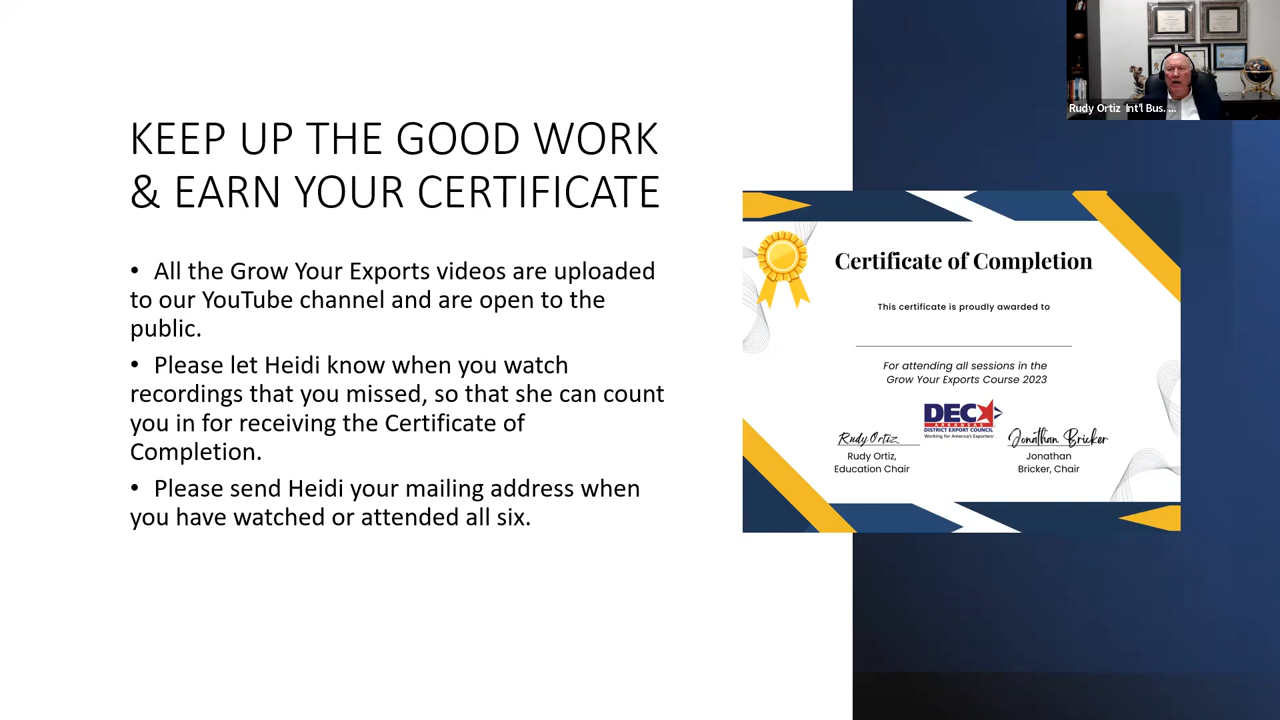 KEEP UP THE GOOD WORK
& EARN YOUR CERTIFICATE
• All the Grow Your Exports videos are uploaded
to our YouTube channel and are open to the
public.
• Please let Heidi know when you watch
recordings that you missed, so that she can count
you in for receiving the Certificate of
Completion.
• Please send Heidi your mailing address when
you have watched or attended all six.
Rudy Ortiz Int'l Bus. ...
Certificate of Completion
This certificate is proudly awarded to
For attending all sessions in the
Grow Your Exports Course 2023
DEC
ARKANSAS
DISTRICT EXPORT COUNCIL
Working for America's Exporters
Rudy Ortiz
Rudy Ortiz,
Education Chair
Jonathan Bricker
Jonathan
Bricker, Chair